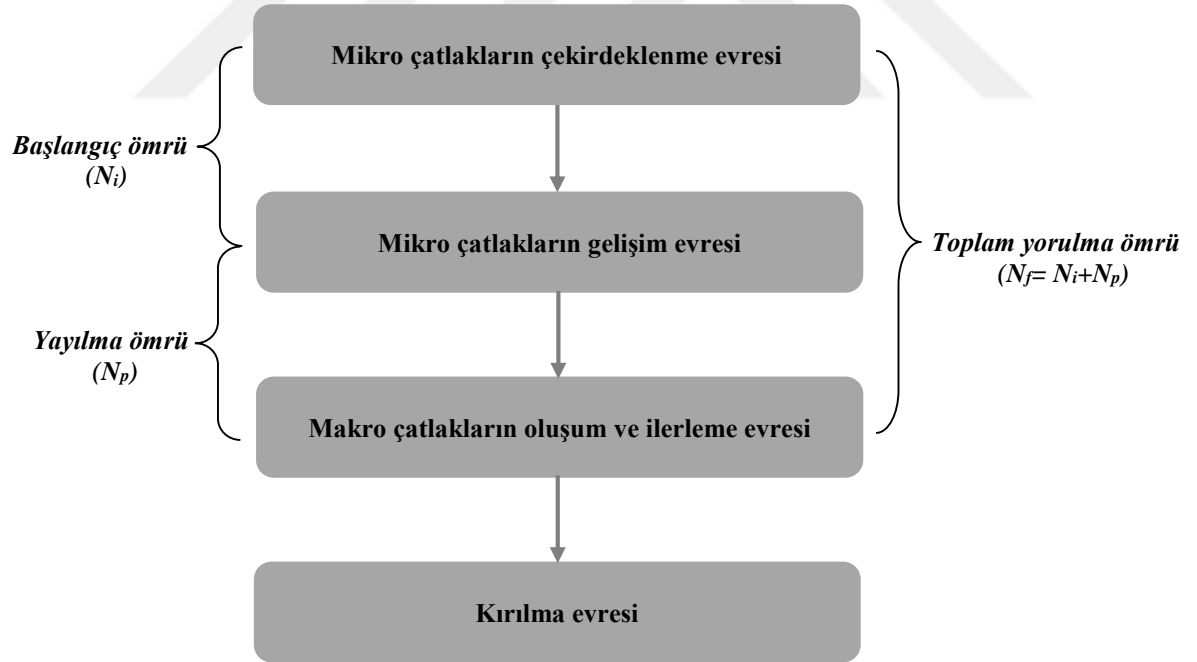 Mikro çatlakların çekirdeklenme evresi
Başlangıç ömrü
(Ni)
Mikro çatlakların gelişim evresi
Toplam yorulma ömrü
(Nf= Ni+Np)
Yayılma ömrü
(Np)
Makro çatlakların oluşum ve ilerleme evresi
Kırılma evresi